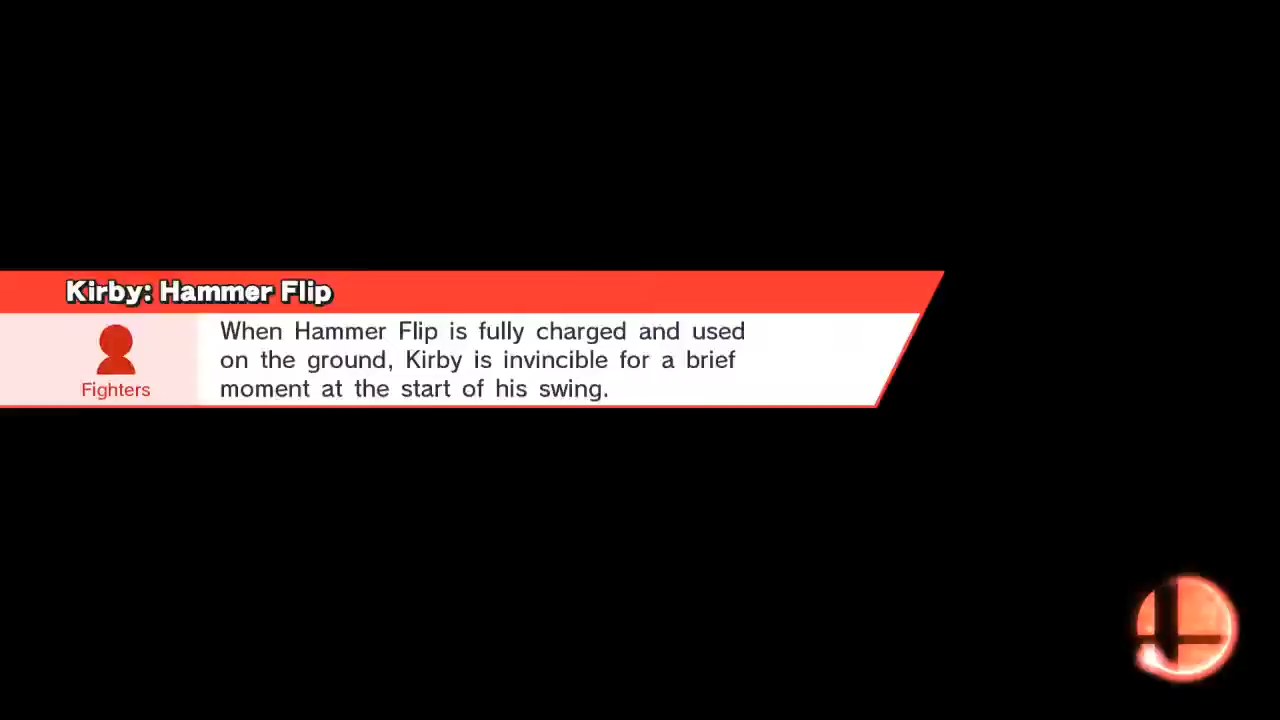 Kirby: Hammer Flip
Fighters
When Hammer Flip is fully charged and used
on the ground, Kirby is invincible for a brief
moment at the start of his swing.